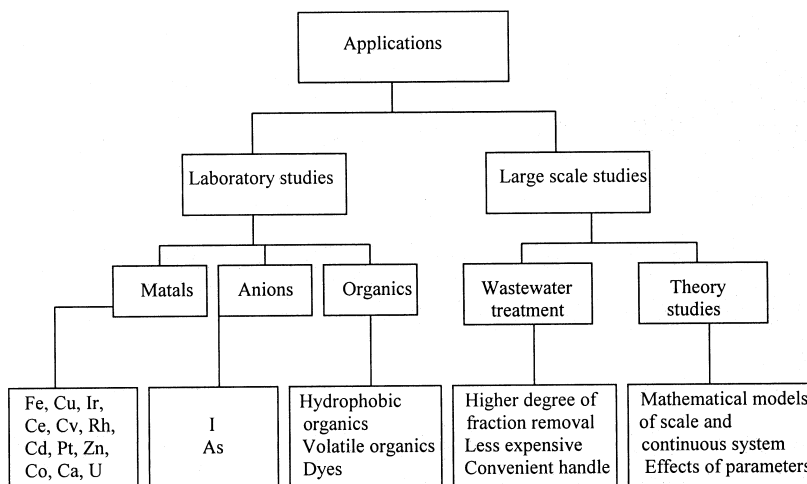 Applications
Laboratory studies
Large scale studies
Matals
Anions
Organics
Wastewater
treatment
Theory
studies
Fe, Cu, Ir,
Ce, Cv, Rh,
Cd, Pt, Zn,
Co, Ca, U
I
As
Hydrophobic
organics
Volatile organics
Dyes
Higher degree of
fraction removal
Less expensive
Convenient handle
Mathematical models
of scale and
continuous system
Effects of parameters